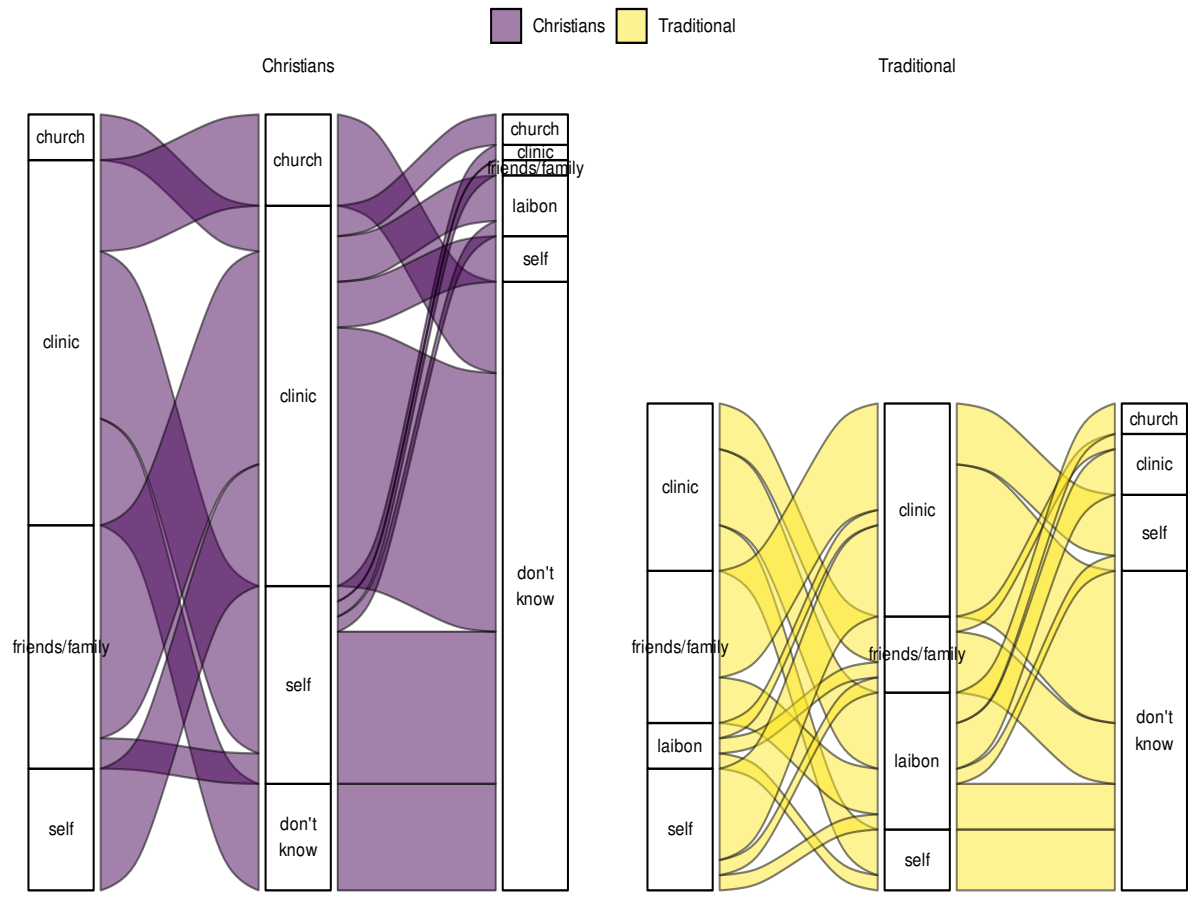 Christians
Traditional
Christians
church
clinic
friends/family
self
church
clinic
self
don't
know
church
clinic
friends/family
laibon
self
don't
know
Traditional
clinic
friends/family
laibon
self
clinic
friends/family
laibon
self
church
clinic
self
don't
know